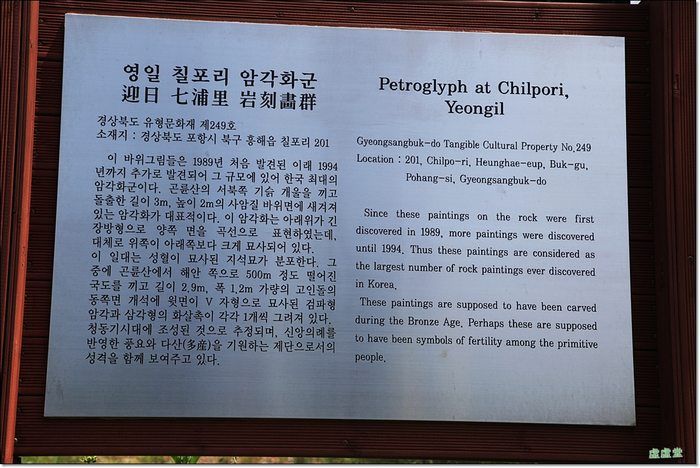 영일 칠포리 암각화군
迎日 七浦里 岩刻畵群
경상북도 유형문화재 제249호
소재지 : 경상북도 포항시 북구 흥해읍 칠포리 201
이 바위그림들은 1989년 처음 발견된 이래 1994
년까지 추가로 발견되어 그 규모에 있어 한국 최대의
암각화군이다. 곤륜산의 서북쪽 기슭 개울을 끼고
돌출한 길이 3m, 높이 2m의 사암질 바위면에 새겨져
있는 암각화가 대표적이다. 이 암각화는 아래위가 긴
장방형으로 양쪽 면을 곡선으로 표현하였는데,
대체로 위쪽이 아래쪽보다 크게 묘사되어 있다.
이 일대는 성혈이 묘사된 지석묘가 분포한다. 그
중에 곤륜산에서 해안 쪽으로 500m 정도 떨어진
국도를 끼고 길이 2.9m, 폭 1.2m 가량의 고인돌의
동쪽면 개석에 윗면이 V 자형으로 묘사된 검파형
암각과 삼각형의 화살촉이 각각 1개씩 그려져 있다.
청동기시대에 조성된 것으로 추정되며, 신앙의례를
반영한 풍요와 다산(多産)을 기원하는 제단으로서의
성격을 함께 보여주고 있다.
Petroglyph at Chilpori,
Yeongil
Gyeongsangbuk-do Tangible Cultural Property No.249
Location : 201, Chilpo-ri, Heunghae-eup, Buk-gu,
Pohang-si, Gyeongsangbuk-do
Since these paintings on the rock were first
discovered in 1989, more paintings were discovered
until 1994. Thus these paintings are considered as
the largest number of rock paintings ever discovered
in Korea.
These paintings are supposed to have been carved
during the Bronze Age. Perhaps these are supposed
to have been symbols of fertility among the primitive
people.
虛虛堂